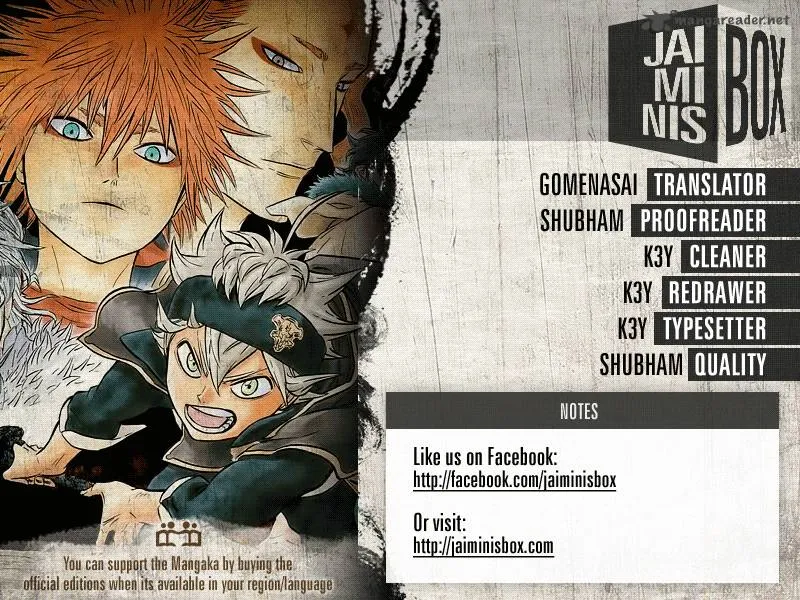 mangareader.net
JAI
MI
NIS
BOX
GOMENASAI TRANSLATOR
SHUBHAM PROOFREADER
K3Y CLEANER
K3Y REDRAWER
K3Y TYPESETTER
SHUBHAM QUALITY
NOTES
Like us on Facebook:
http://facebook.com/jaiminisbox
Or visit:
http://jaiminisbox.com
You can support the Mangaka by buying the
official editions when its available in your region/language